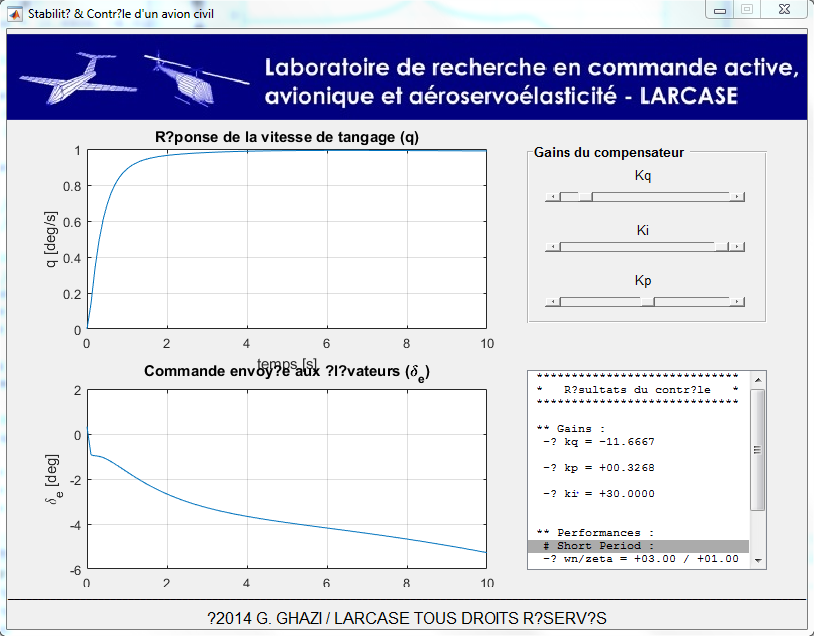 Stabilit? & Contr?le d'un avion civil
Laboratoire de recherche en commande active,
avionique et aéroservoélasticité - LARCASE
R?ponse de la vitesse de tangage (q)
1
0.8
0.6
0.4
0.2
0
q [deg/s]
0 2 4 6 8 10
temps [s]
Commande envoy?e aux ?l?vateurs (δe)
2
0
-2
-4
-6
δe [deg]
0 2 4 6 8 10
Gains du compensateur
Kq
Ki
Kp
*****************************
* R?sultats du contr?le *
*****************************
** Gains :
-? kq = -11.6667
-? kp = +00.3268
-? ki = +30.0000
** Performances :
# Short Period :
-? wn/zeta = +03.00 / +01.00
?2014 G. GHAZI / LARCASE TOUS DROITS R?SERV?S